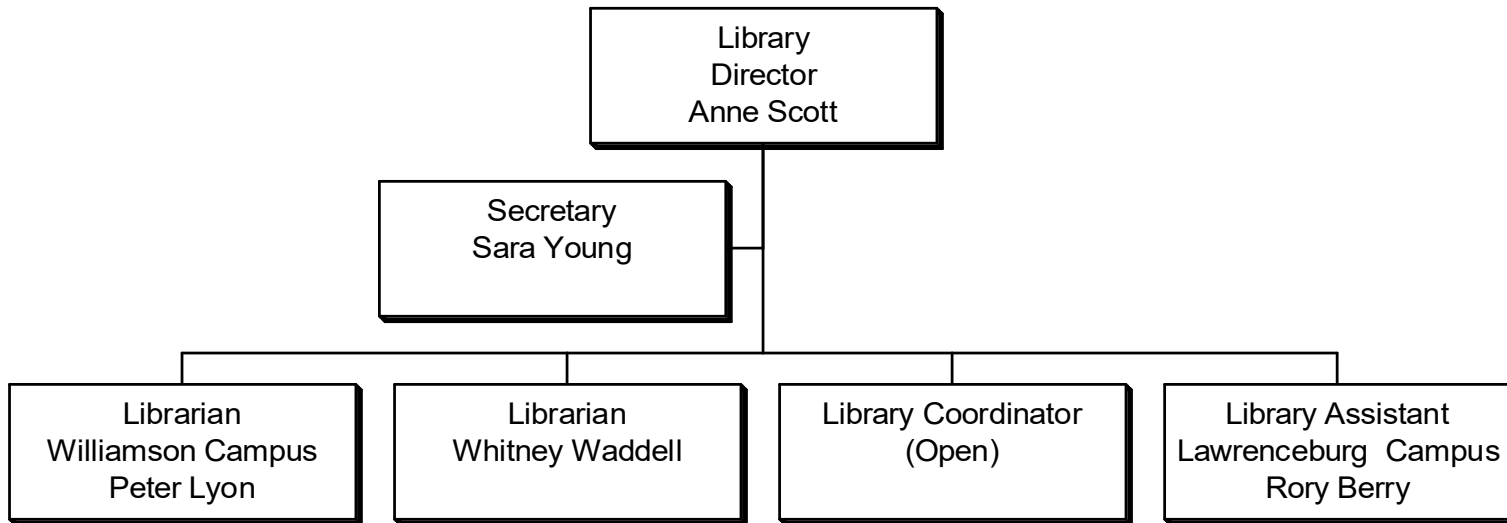 Library
Director
Anne Scott
Secretary
Sara Young
Librarian
Williamson Campus
Peter Lyon
Librarian
Whitney Waddell
Library Coordinator
(Open)
Library Assistant
Lawrenceburg  Campus
Rory Berry